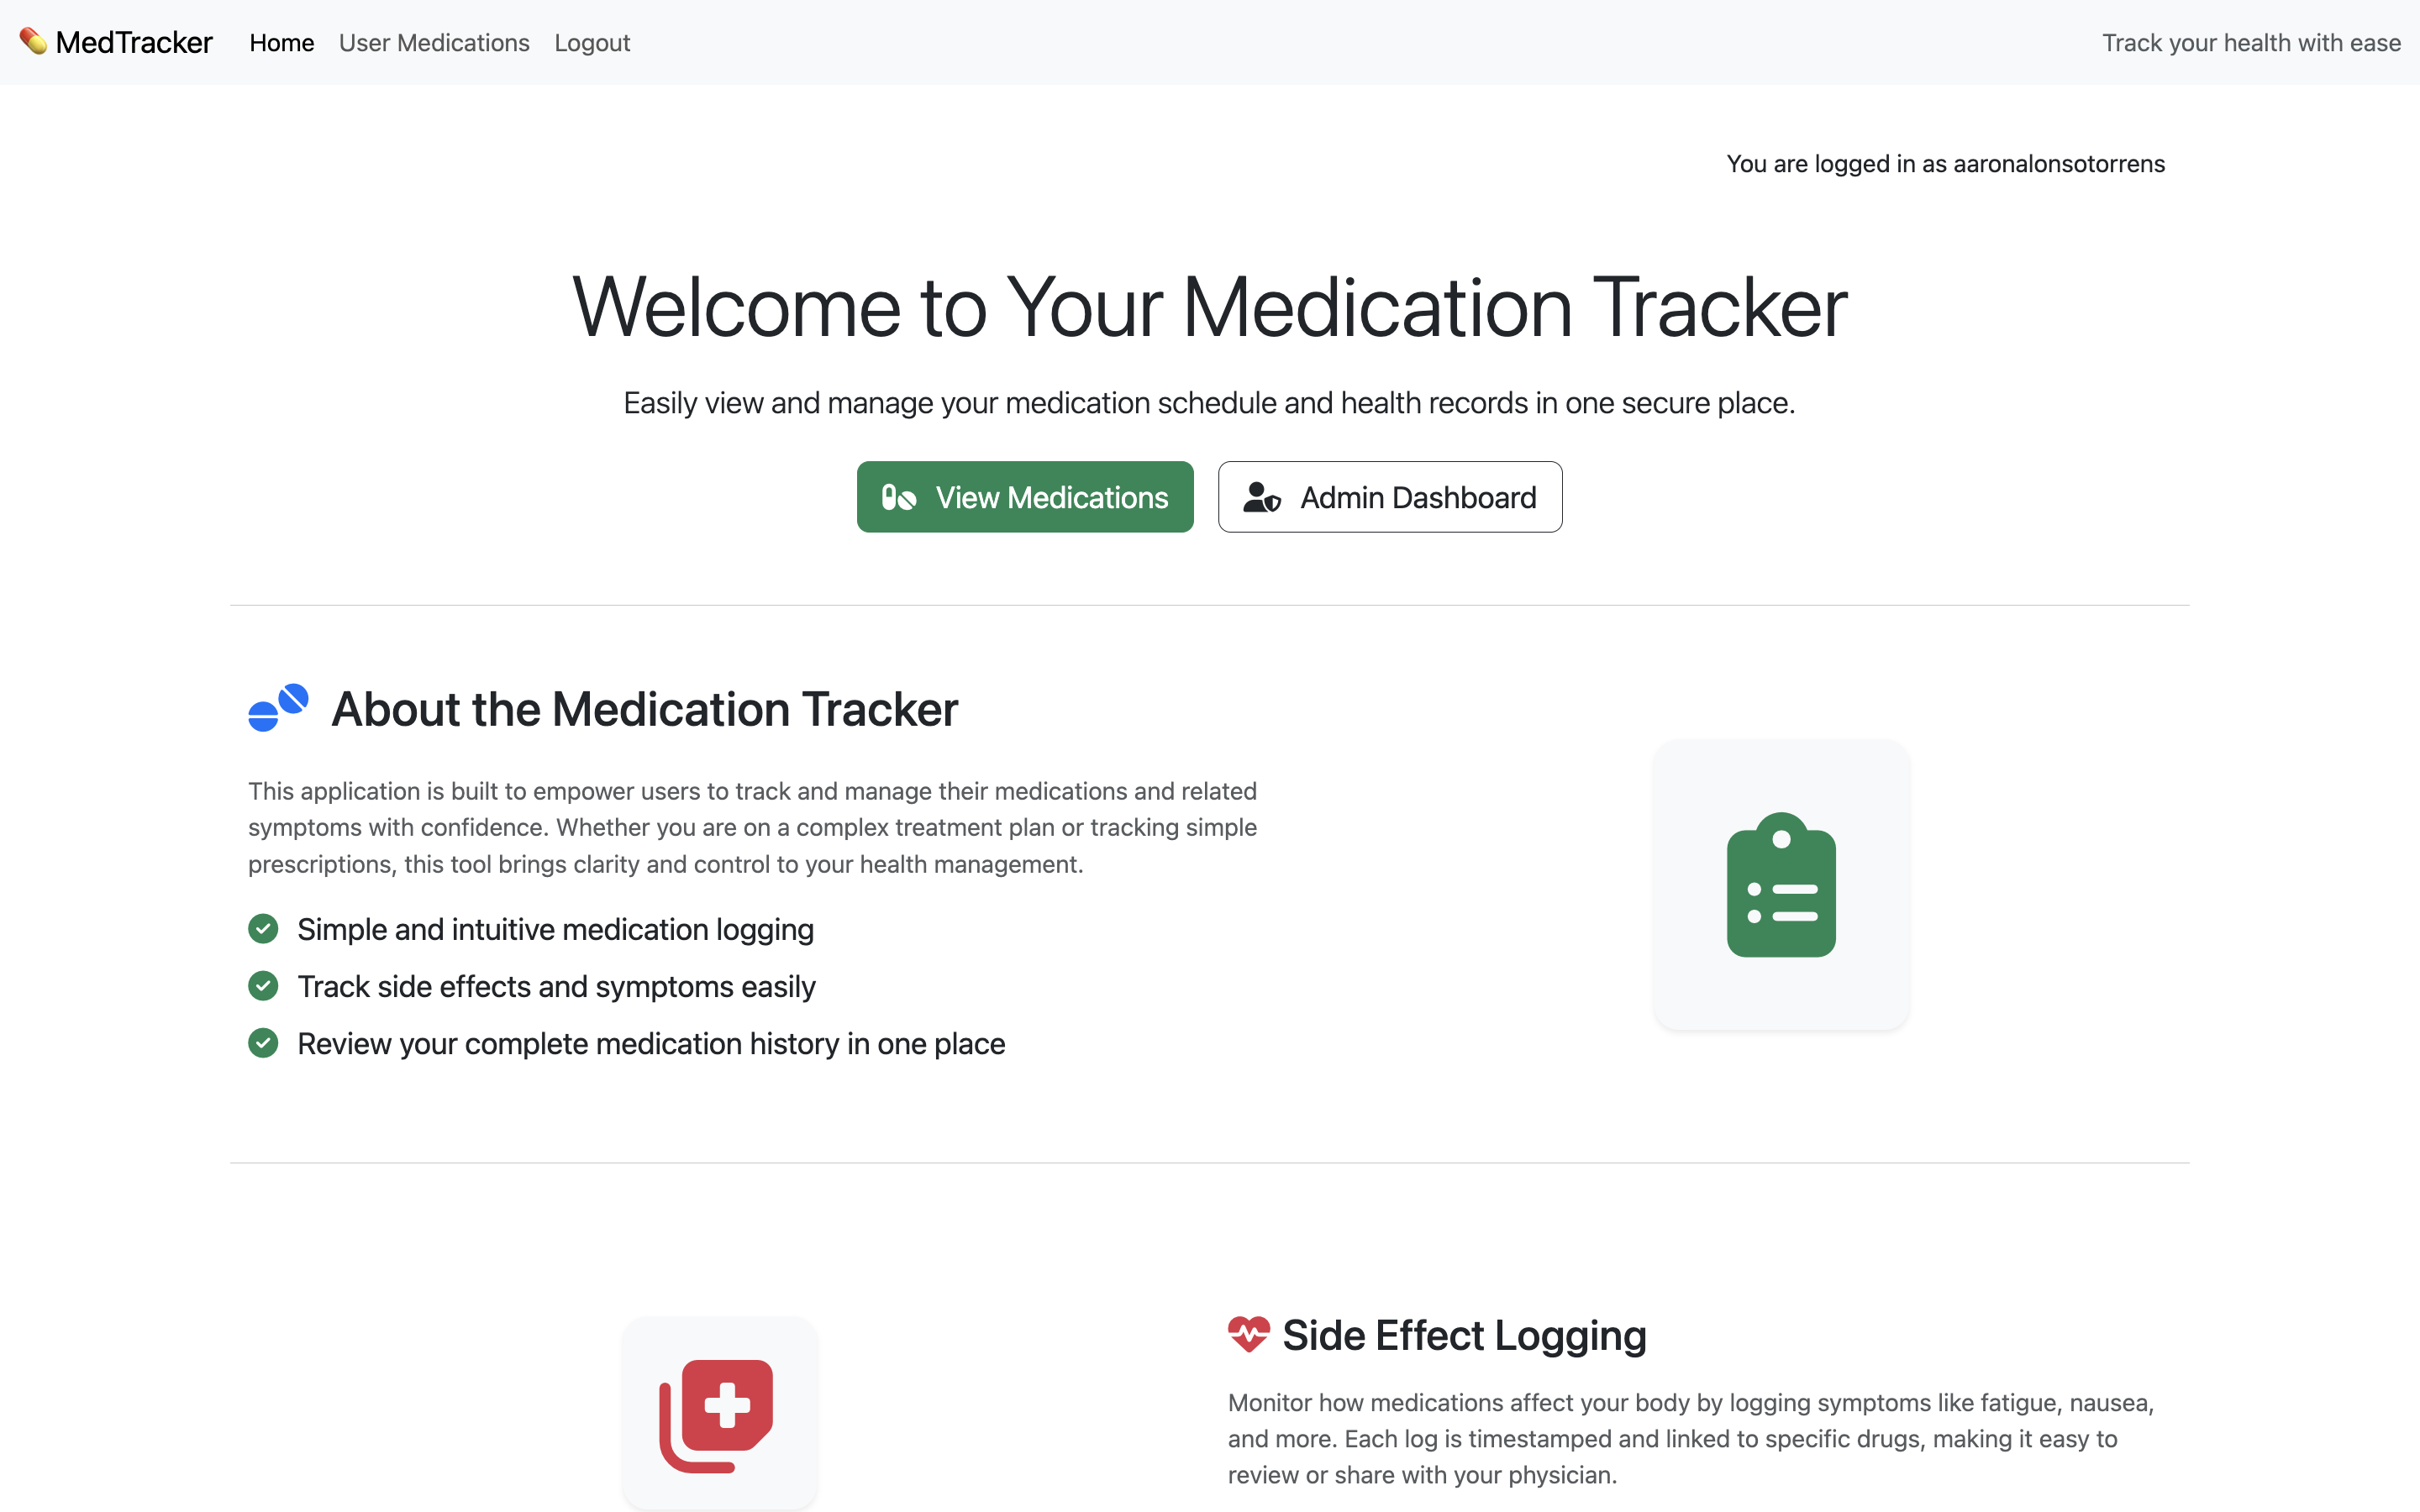 MedTracker Home User Medications Logout Track your health with ease
You are logged in as aaronalonsotorrens
Welcome to Your Medication Tracker
Easily view and manage your medication schedule and health records in one secure place.
View Medications Admin Dashboard
About the Medication Tracker
This application is built to empower users to track and manage their medications and related
symptoms with confidence. Whether you are on a complex treatment plan or tracking simple
prescriptions, this tool brings clarity and control to your health management.
Simple and intuitive medication logging
Track side effects and symptoms easily
Review your complete medication history in one place
Side Effect Logging
Monitor how medications affect your body by logging symptoms like fatigue, nausea,
and more. Each log is timestamped and linked to specific drugs, making it easy to
review or share with your physician.